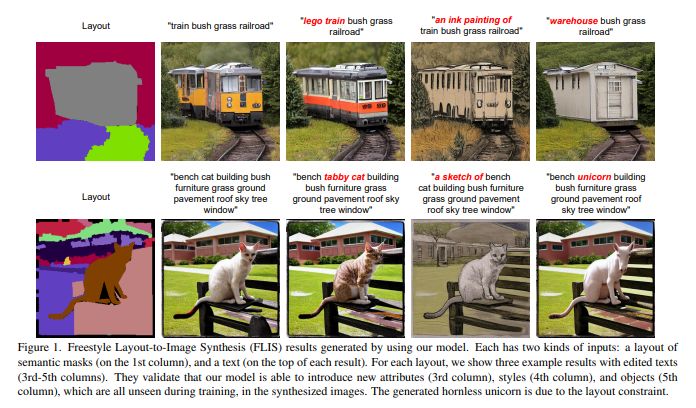 Layout
"train bush grass railroad"
"lego train bush grass
railroad"
"an ink painting of
train bush grass railroad"
"warehouse bush grass
railroad"
Layout
"bench cat building bush
furniture grass ground
pavement roof sky tree
window"
"bench tabby cat building
bush furniture grass
ground pavement roof sky
tree window"
"a sketch of bench
cat building bush furniture
grass ground pavement
roof sky tree window"
"bench unicorn building
bush furniture grass
ground pavement roof
sky tree window"
Figure 1. Freestyle Layout-to-Image Synthesis (FLIS) results generated by using our model. Each has two kinds of inputs: a layout of
semantic masks (on the 1st column), and a text (on the top of each result). For each layout, we show three example results with edited texts
(3rd-5th columns). They validate that our model is able to introduce new attributes (3rd column), styles (4th column), and objects (5th
column), which are all unseen during training, in the synthesized images. The generated hornless unicorn is due to the layout constraint.